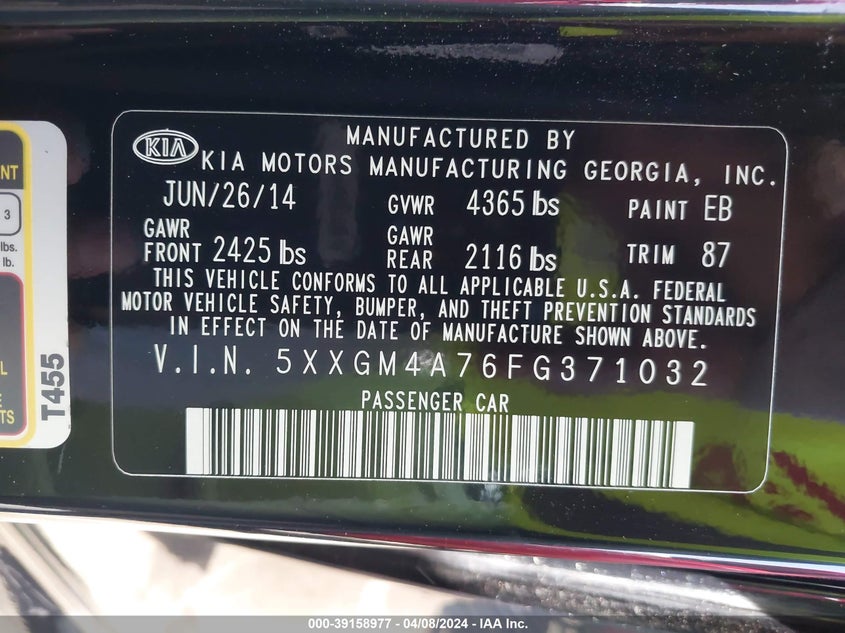 MANUFACTURED BY
KIA KIA MOTORS MANUFACTURING GEORGIA, INC.
JUN/26/14 GVWR 4365 lbs PAINT EB
GAWR FRONT 2425 lbs GAWR REAR 2116 lbs TRIM 87
THIS VEHICLE CONFORMS TO ALL APPLICABLE U.S.A. FEDERAL
MOTOR VEHICLE SAFETY, BUMPER, AND THEFT PREVENTION STANDARDS
IN EFFECT ON THE DATE OF MANUFACTURE SHOWN ABOVE.
V.I.N. 5XXGM4A76FG371032
PASSENGER CAR
3
lbs.
lb.
T455
000-39158977 - 04/08/2024 - IAA Inc.